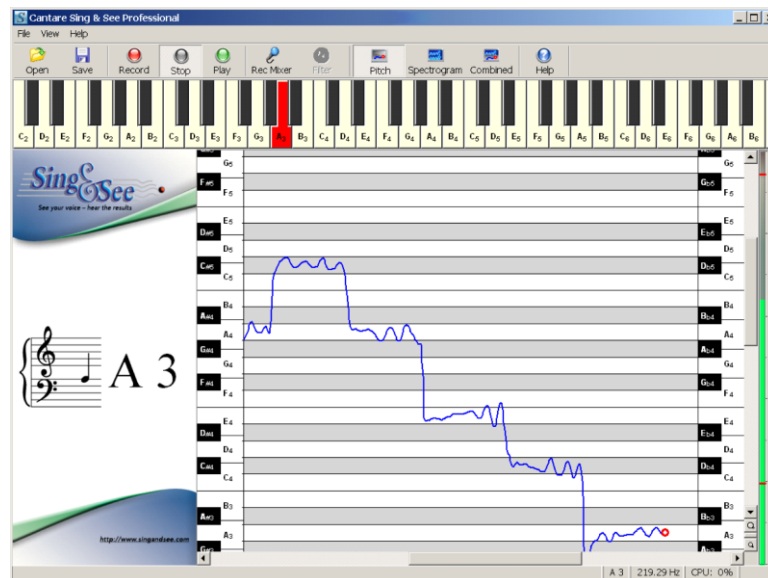 Cantare Sing & See Professional
File View Help
Open Save Record Stop Play Rec Mixer Filter Pitch Spectrogram Combined Help
C2 D2 E2 F2 G2 A2 B2 C3 D3 E3 F3 G3 A3 B3 C4 D4 E4 F4 G4 A4 B4 C5 D5 E5 F5 G5 A5 B5 C6 D6 E6 F6 G6 A6 B6
Sing & See
See your voice – hear the results
G5 G5
F#5 Gb5
F5 F5
E5 E5
D#5 Eb5
D5 D5
C#5 Db5
C5 C5
B4 B4
A#4 Bb4
A4 A4
G#4 Ab4
G4 G4
F#4 Gb4
F4 F4
E4 E4
D#4 Eb4
D4 D4
C#4 Db4
C4 C4
B3 B3
A#3 Bb3
A3 A3
G#3 Ab3
A 3
http://www.singandsee.com
A 3 219.29 Hz CPU: 0%